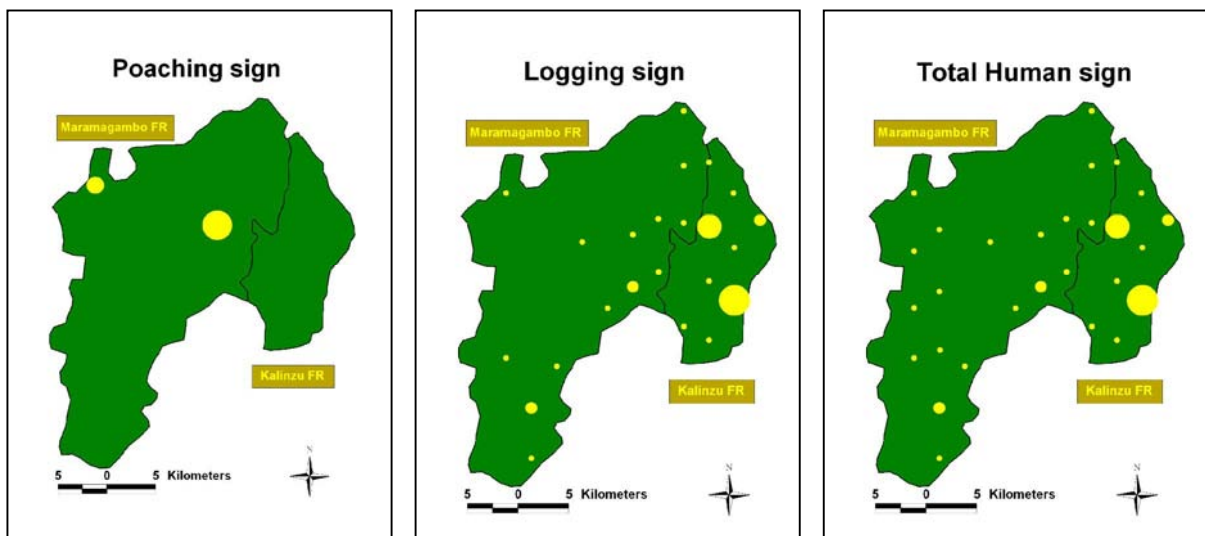 Poaching sign
Maramagambo FR
Kalinzu FR
N
5 0 5 Kilometers
Logging sign
Maramagambo FR
Kalinzu FR
N
5 0 5 Kilometers
Total Human sign
Maramagambo FR
Kalinzu FR
N
5 0 5 Kilometers